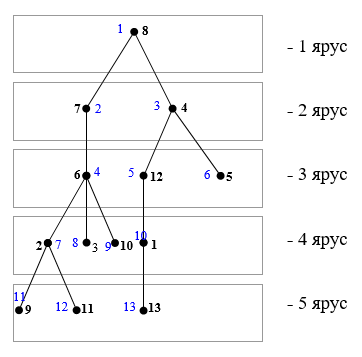 1 8 - 1 ярус
7 2 3 4 - 2 ярус
6 4 5 12 6 5 - 3 ярус
2 7 8 3 9 10 10 1 - 4 ярус
11 9 12 11 13 13 - 5 ярус